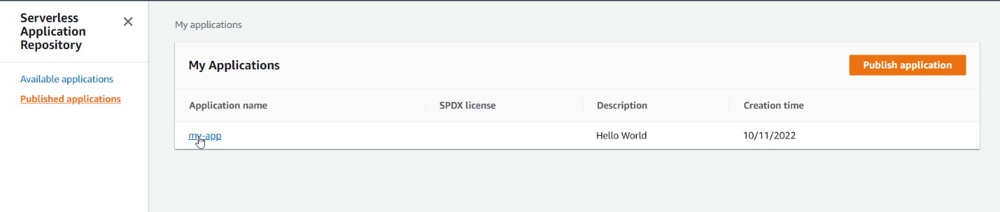 Serverless
Application
Repository
Available applications
Published applications
My applications
My Applications
Publish application
Application name SPDX license Description Creation time
my-app Hello World 10/11/2022